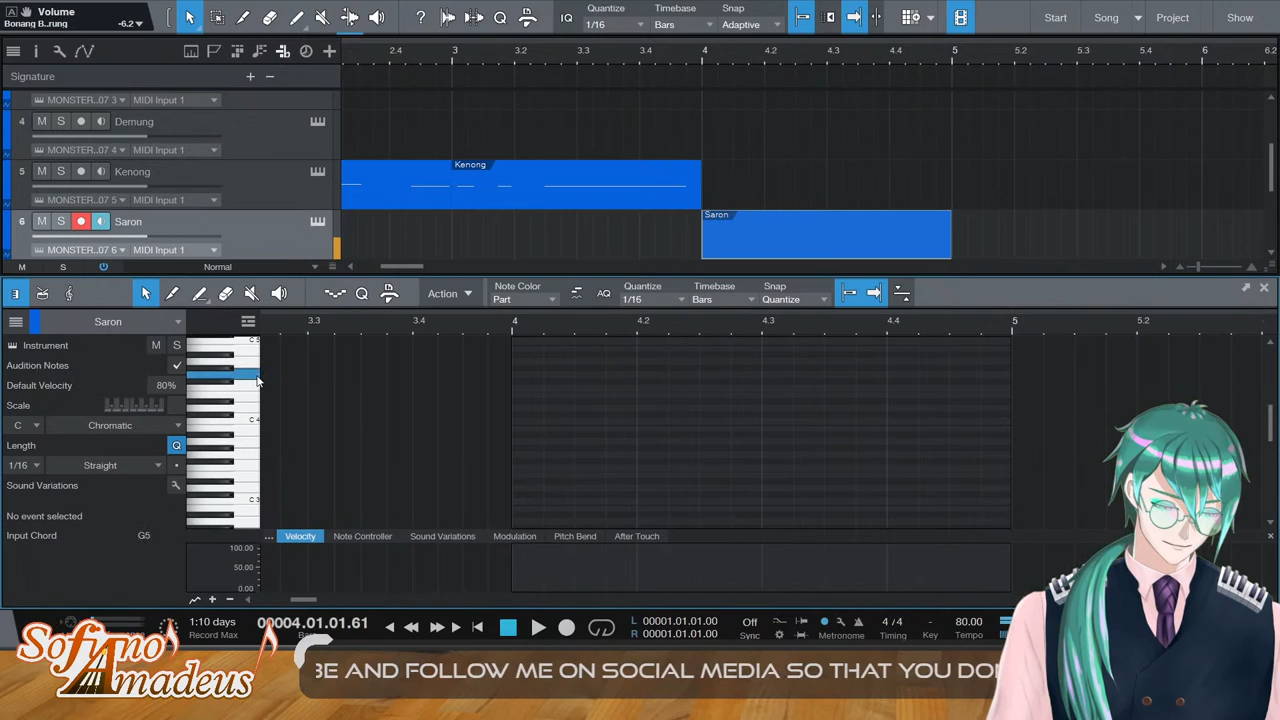 Volume
Bonang B..rung -6.2
IQ Quantize 1/16 Timebase Bars Snap Adaptive
Start Song Project Show
2.4 3 3.2 3.3 3.4 4 4.2 4.3 4.4 5 5.2 5.3 5.4 6 6.2
Signature + -
MONSTER..07 3 MIDI Input 1
4 M S Demung
MONSTER..07 4 MIDI Input 1
5 M S Kenong
MONSTER..07 5 MIDI Input 1
Kenong
6 M S Saron
MONSTER..07 6 MIDI Input 1
Saron
M S Normal
Action Note Color Part AQ Quantize 1/16 Timebase Bars Snap Quantize
Saron
3.3 3.4 4 4.2 4.3 4.4 5 5.2
Instrument M S
Audition Notes
Default Velocity 80%
Scale
C Chromatic
Length Q
1/16 Straight
Sound Variations
No event selected
Input Chord G5
C 5
C 4
C 3
... Velocity Note Controller Sound Variations Modulation Pitch Bend After Touch
100.00
50.00
0.00
1:10 days
Record Max
00004.01.01.61
L 00001.01.01.00
R 00001.01.01.00
Off
Sync
Metronome
Timing
4 / 4
Key
80.00
Sofiano
Amadeus
BE AND FOLLOW ME ON SOCIAL MEDIA SO THAT YOU DON